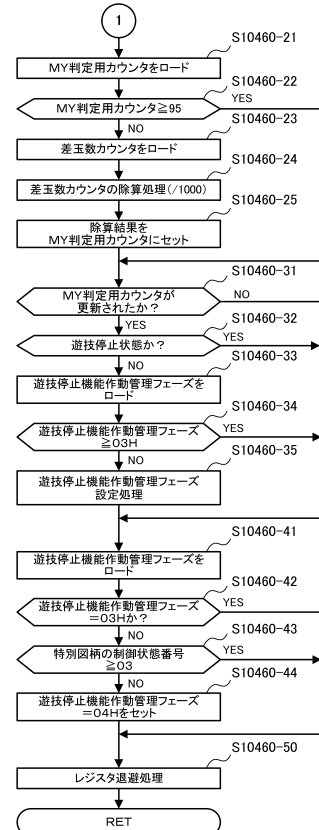 1
S10460-21
MY判定用カウンタをロード
S10460-22
MY判定用カウンタ≧95
YES
NO
S10460-23
差玉数カウンタをロード
S10460-24
差玉数カウンタの除算処理(/1000)
S10460-25
除算結果を
MY判定用カウンタにセット
S10460-31
MY判定用カウンタが
更新されたか?
NO
YES
S10460-32
遊技停止状態か?
YES
NO
S10460-33
遊技停止機能作動管理フェーズを
ロード
S10460-34
遊技停止機能作動管理フェーズ
≧03H
YES
NO
S10460-35
遊技停止機能作動管理フェーズ
設定処理
S10460-41
遊技停止機能作動管理フェーズを
ロード
S10460-42
遊技停止機能作動管理フェーズ
=03Hか?
YES
NO
S10460-43
特別図柄の制御状態番号
≧03
YES
NO
S10460-44
遊技停止機能作動管理フェーズ
=04Hをセット
S10460-50
レジスタ退避処理
RET